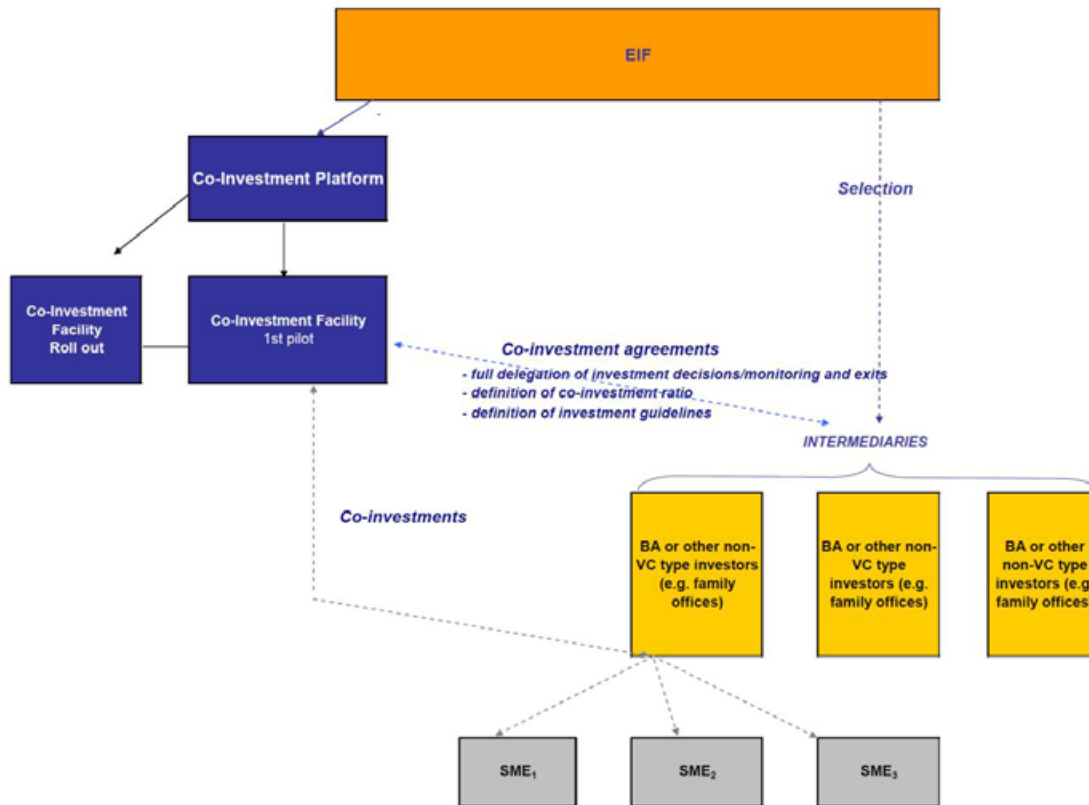 EIF
Co-Investment Platform
Selection
Co-Investment
Facility
Roll out
Co-Investment Facility
1st pilot
Co-investment agreements
- full delegation of investment decisions/monitoring and exits
- definition of co-investment ratio
- definition of investment guidelines
INTERMEDIARIES
Co-investments
BA or other non-
VC type investors
(e.g. family
offices)
BA or other non-
VC type
investors (e.g.
family offices)
BA or other
non-VC type
investors (e.g
family offices
SME₁
SME₂
SME₃